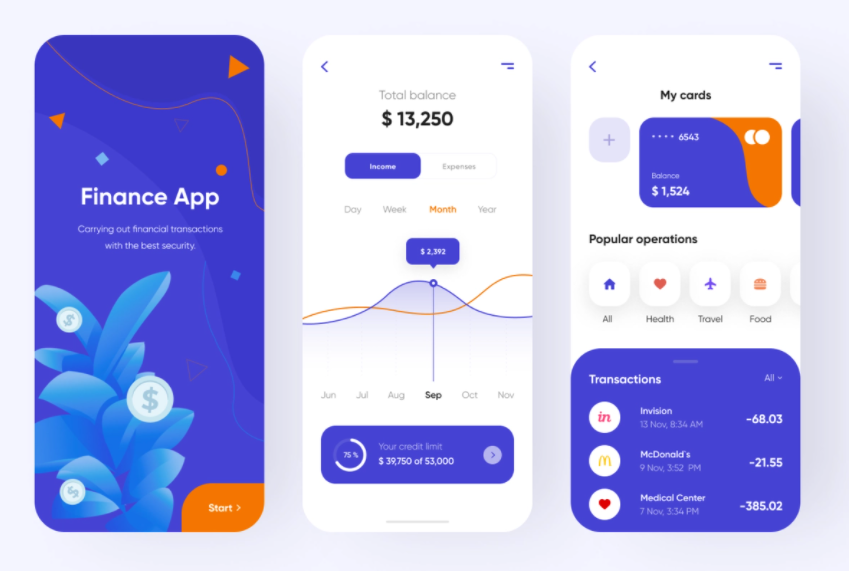 Finance App
Carrying out financial transactions
with the best security.
$
$
$
Start >
Total balance
$ 13,250
Income
Expenses
Day
Week
Month
Year
$ 2,392
Jun
Jul
Aug
Sep
Oct
Nov
75 %
Your credit limit
$ 39,750 of 53,000
My cards
+
•••• 6543
Balance
$ 1,524
Popular operations
All
Health
Travel
Food
Transactions
All
in
Invision
13 Nov, 8:34 AM
-68.03
McDonald's
9 Nov, 3:52 PM
-21.55
Medical Center
7 Nov, 3:34 PM
-385.02